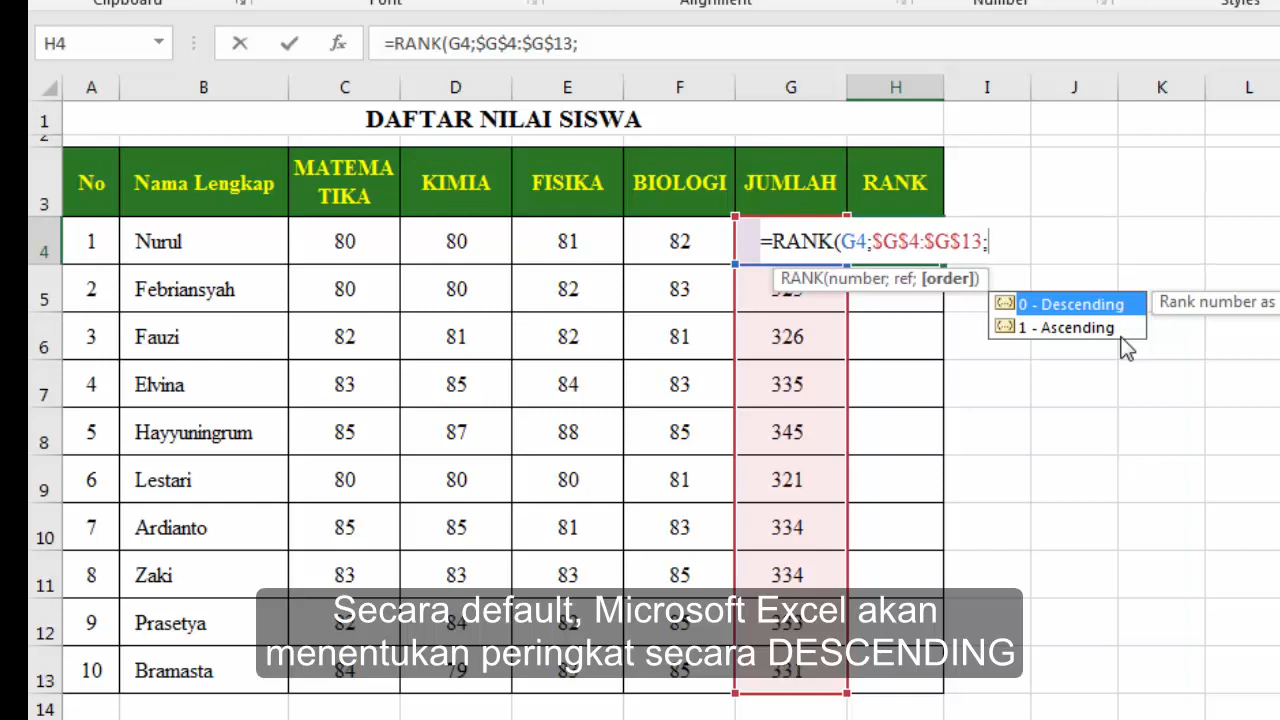 Clipboard Font Alignment Number Styles
H4 =RANK(G4;$G$4:$G$13;
A B C D E F G H I J K L
1 DAFTAR NILAI SISWA
2
3 No Nama Lengkap MATEMA TIKA KIMIA FISIKA BIOLOGI JUMLAH RANK
4 1 Nurul 80 80 81 82 =RANK(G4;$G$4:$G$13;
RANK(number; ref; [order])
5 2 Febriansyah 80 80 82 83
0 - Descending Rank number as
1 - Ascending
6 3 Fauzi 82 81 82 81 326
7 4 Elvina 83 85 84 83 335
8 5 Hayyuningrum 85 87 88 85 345
9 6 Lestari 80 80 80 81 321
10 7 Ardianto 85 85 81 83 334
11 8 Zaki 83 83 83 85 334
12 9 Prasetya
13 10 Bramasta
14
Secara default, Microsoft Excel akan
menentukan peringkat secara DESCENDING